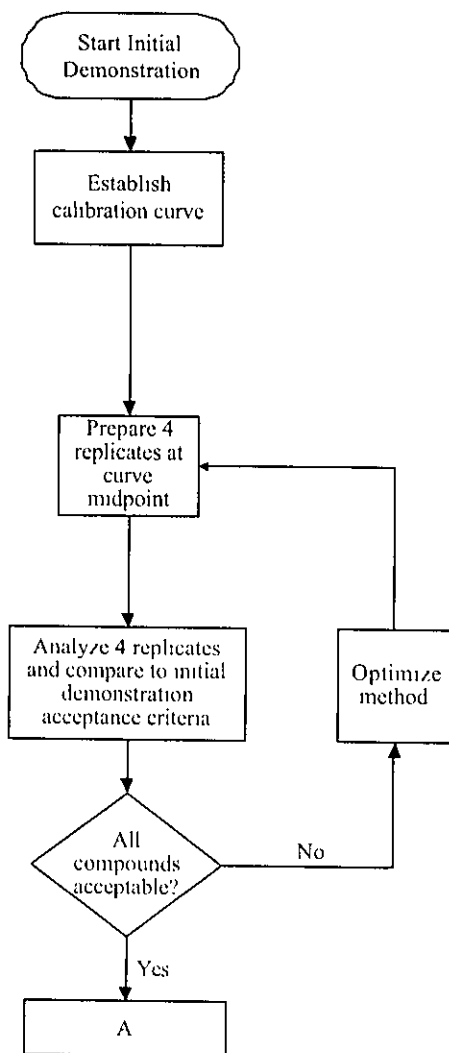 Start Initial
Demonstration
Establish
calibration curve
Prepare 4
replicates at
curve
midpoint
Analyze 4 replicates
and compare to initial
demonstration
acceptance criteria
Optimize
method
All
compounds
acceptable?
No
Yes
A